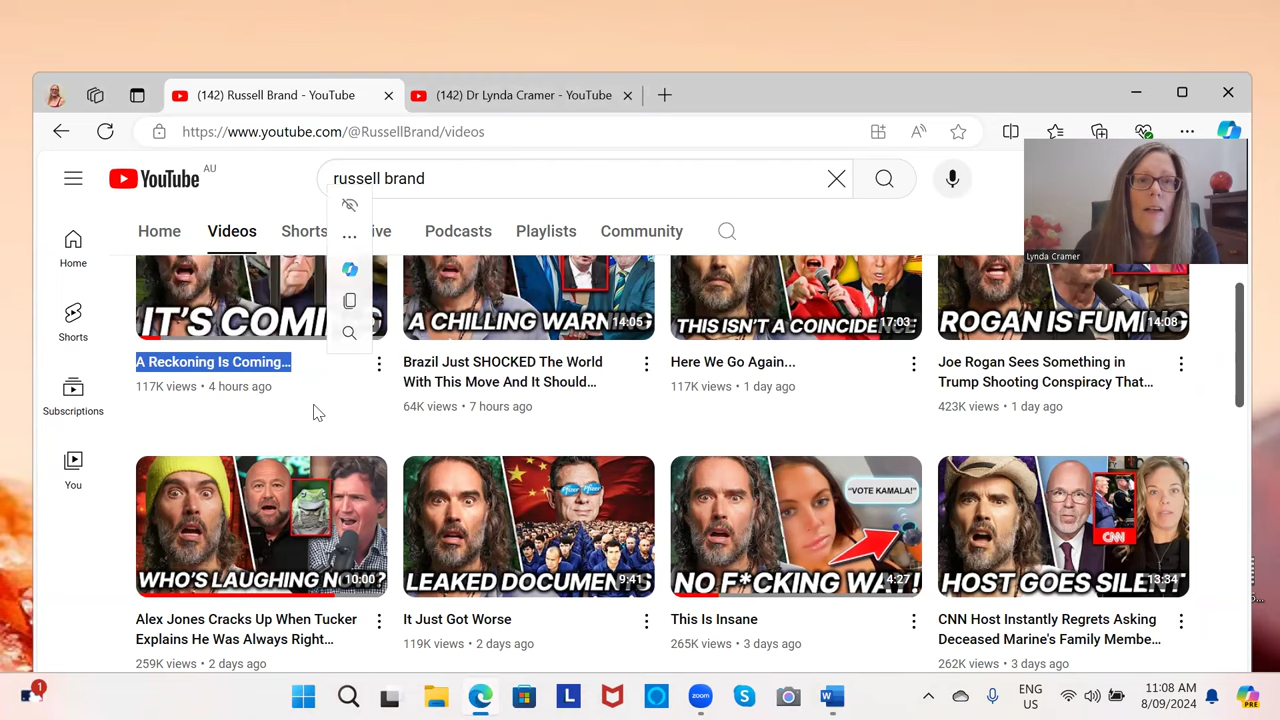 (142) Russell Brand - YouTube
(142) Dr Lynda Cramer - YouTube
https://www.youtube.com/@RussellBrand/videos
YouTube AU
russell brand
Home Videos Shorts Podcasts Playlists Community
Lynda Cramer
Home
Shorts
Subscriptions
You
IT'S COMING
A CHILLING WARN
14:05
THIS ISN'T A COINCIDE
17:03
ROGAN IS FUMI
14:08
A Reckoning Is Coming...
117K views • 4 hours ago
Brazil Just SHOCKED The World
With This Move And It Should...
64K views • 7 hours ago
Here We Go Again...
117K views • 1 day ago
Joe Rogan Sees Something in
Trump Shooting Conspiracy That...
423K views • 1 day ago
WHO'S LAUGHING NOW?
10:00
Pfizer Pfizer
LEAKED DOCUMEN
9:41
"VOTE KAMALA!"
NO F*CKING WAY!
4:27
CNN
HOST GOES SILENT
13:34
Alex Jones Cracks Up When Tucker
Explains He Was Always Right...
259K views • 2 days ago
It Just Got Worse
119K views • 2 days ago
This Is Insane
265K views • 3 days ago
CNN Host Instantly Regrets Asking
Deceased Marine's Family Membe...
262K views • 3 days ago
1
L
zoom
W
ENG
US
11:08 AM
8/09/2024
PRE